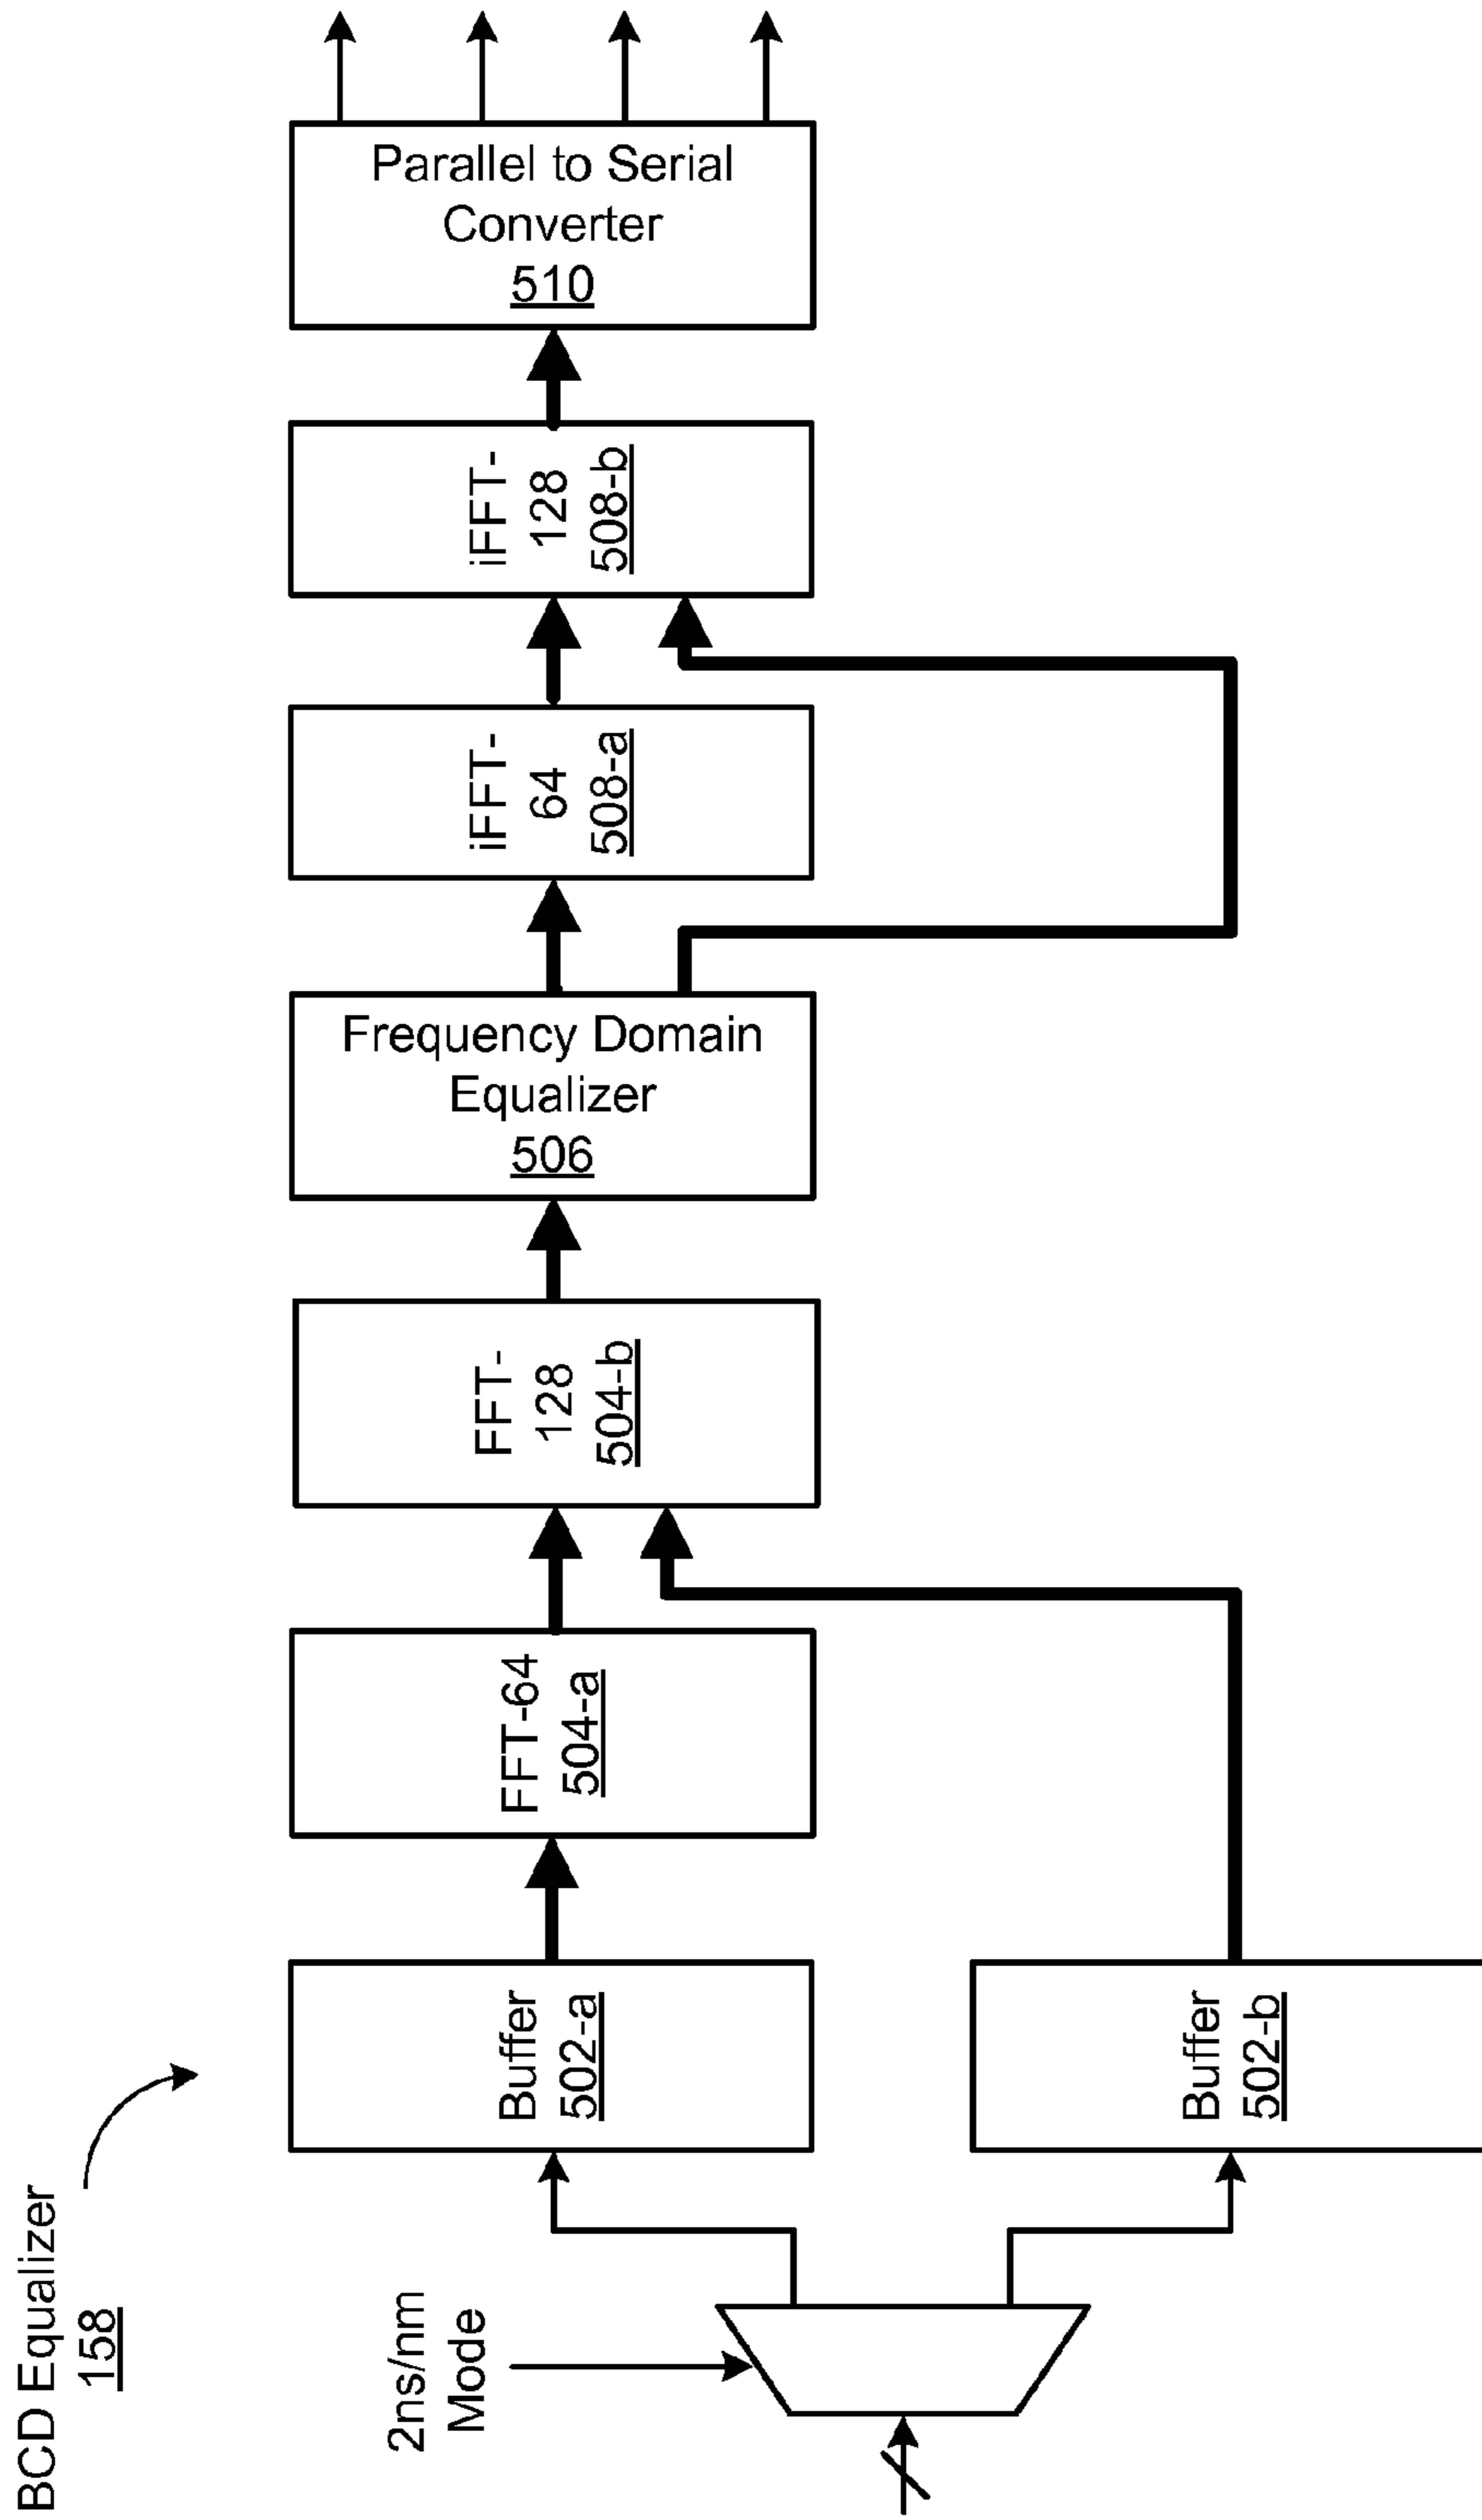 Parallel to Serial
Converter
510
iFFT-
128
508-b
iFFT-
64
508-a
Frequency Domain
Equalizer
506
FFT-
128
504-b
FFT-64
504-a
Buffer
502-a
Buffer
502-b
BCD Equalizer
158
2ns/nm
Mode